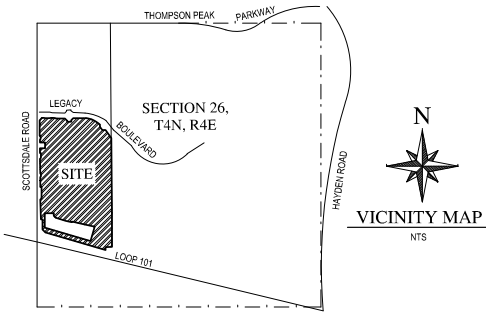 THOMPSON PEAK PARKWAY
LEGACY BOULEVARD
SECTION 26,
T4N, R4E
SCOTTSDALE ROAD
SITE
HAYDEN ROAD
LOOP 101
N
VICINITY MAP
NTS